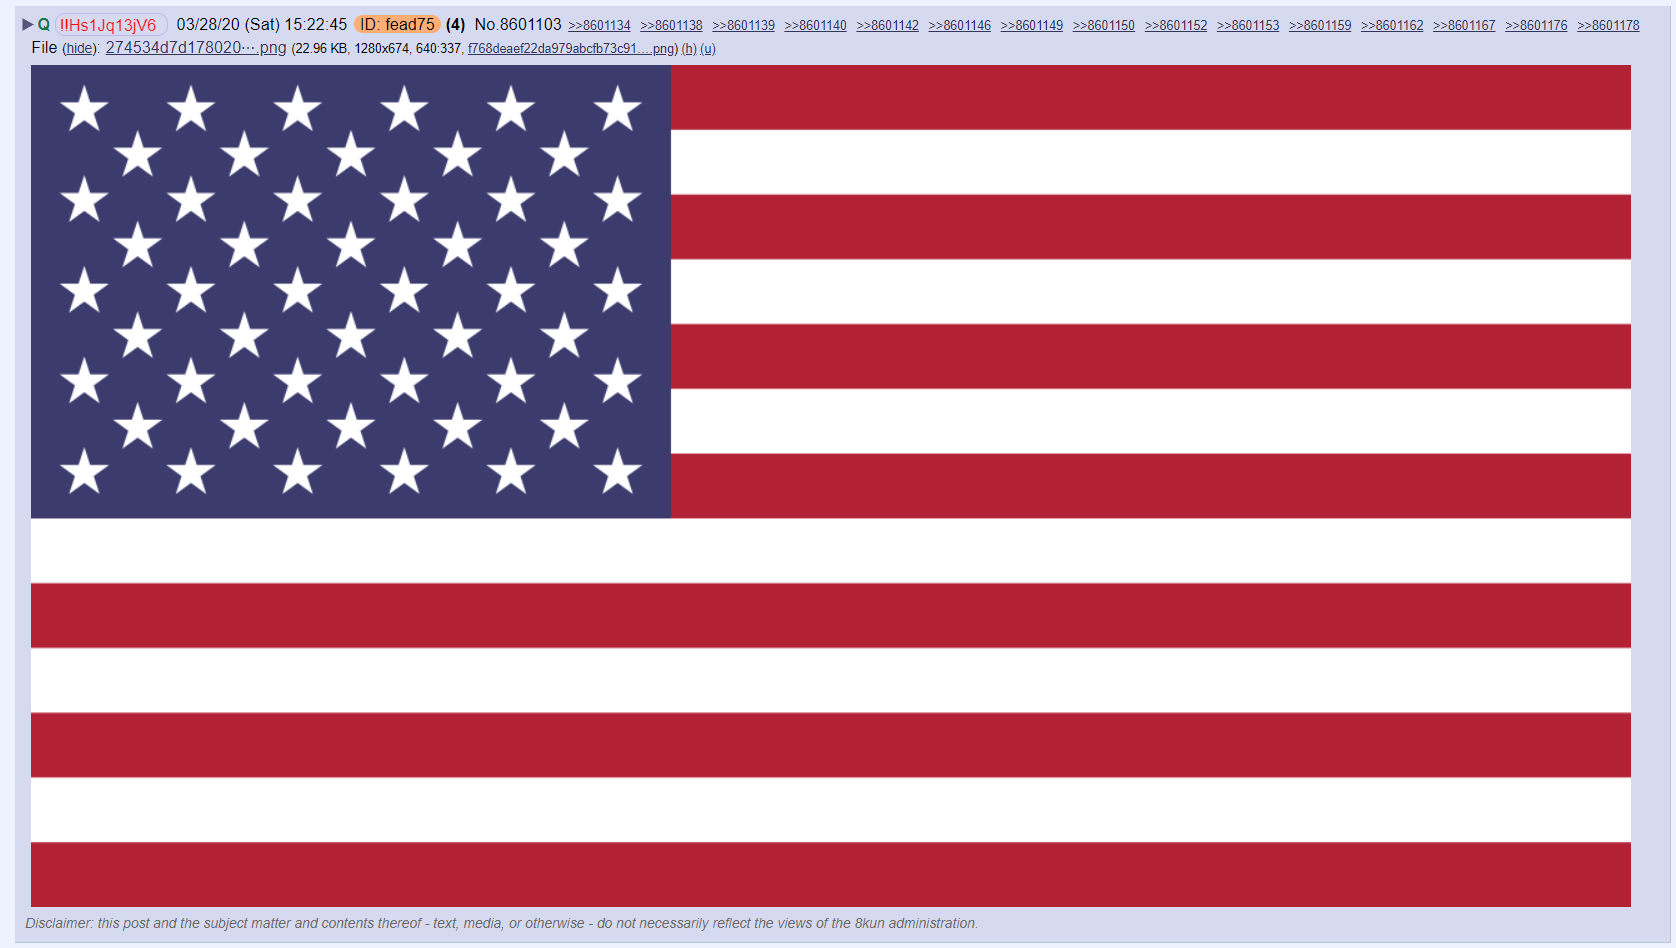 ▶ Q !!Hs1Jq13jV6 03/28/20 (Sat) 15:22:45 ID: fead75 (4) No.8601103 >>8601134 >>8601138 >>8601139 >>8601140 >>8601142 >>8601146 >>8601149 >>8601150 >>8601152 >>8601153 >>8601159 >>8601162 >>8601167 >>8601176 >>8601178
File (hide): 274534d7d178020⋯.png (22.96 KB, 1280x674, 640:337, f768deaef22da979abcfb73c91….png) (h) (u)
Disclaimer: this post and the subject matter and contents thereof - text, media, or otherwise - do not necessarily reflect the views of the 8kun administration.